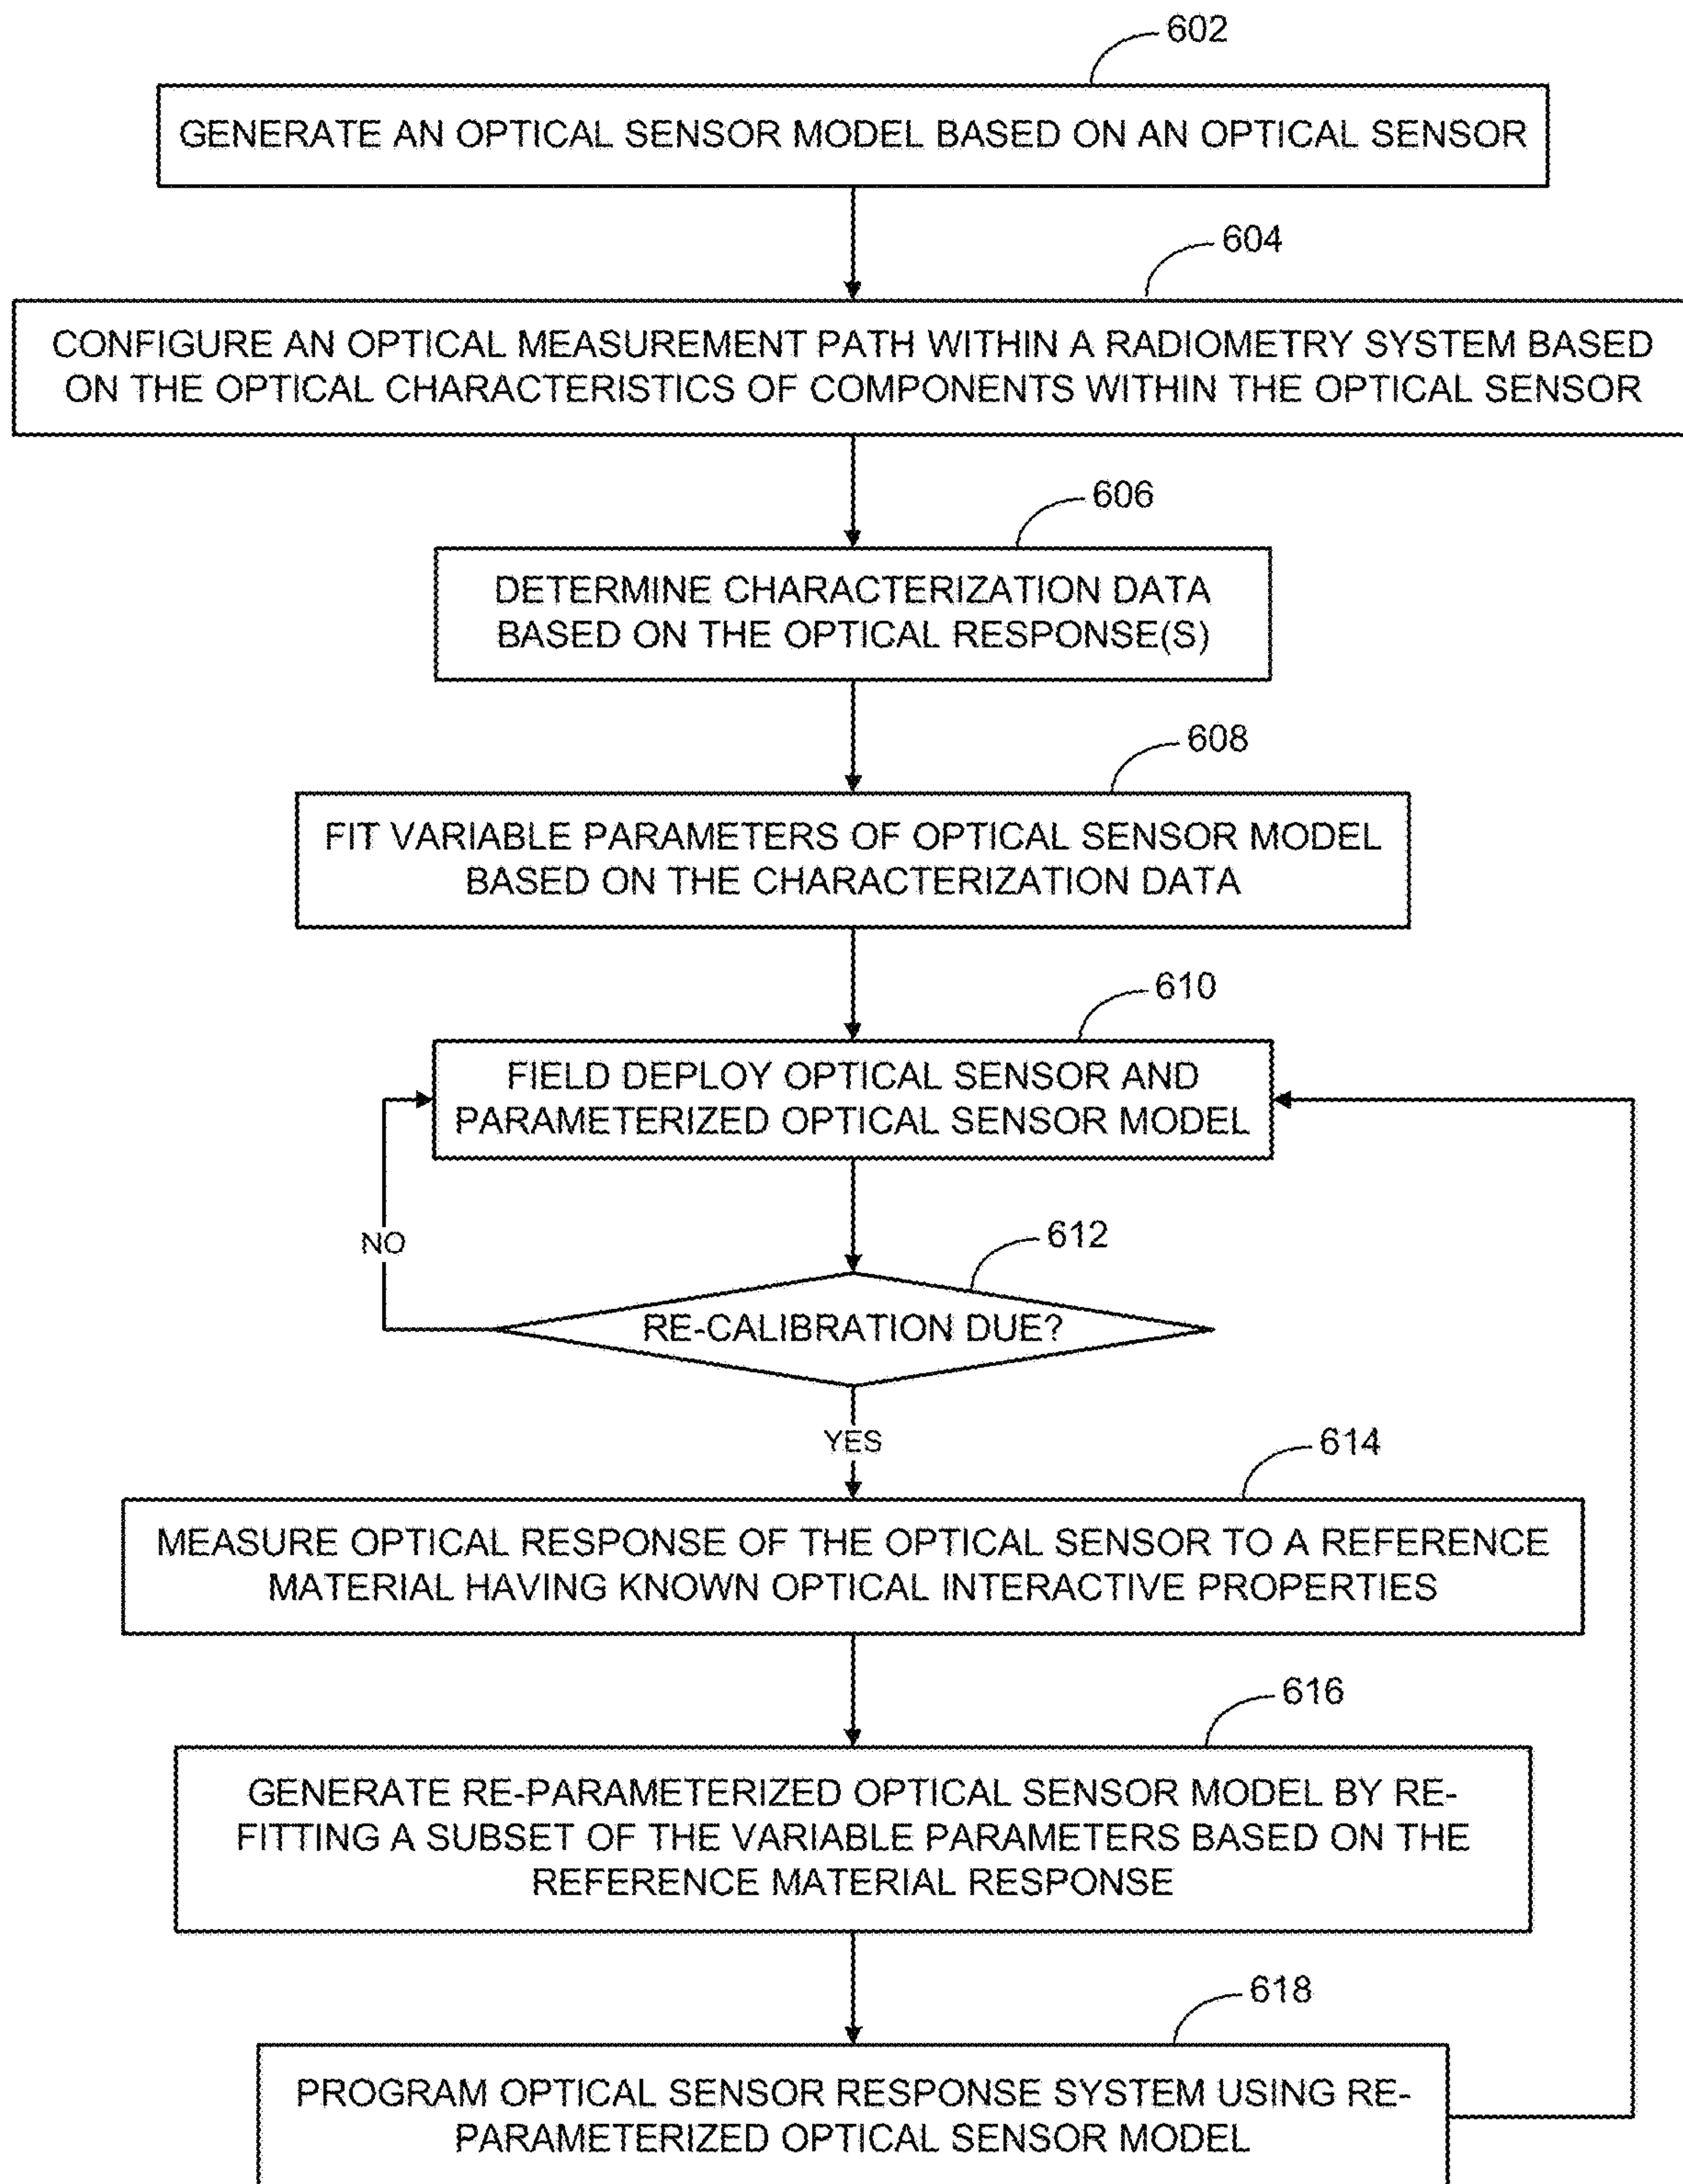 602
GENERATE AN OPTICAL SENSOR MODEL BASED ON AN OPTICAL SENSOR
604
CONFIGURE AN OPTICAL MEASUREMENT PATH WITHIN A RADIOMETRY SYSTEM BASED
ON THE OPTICAL CHARACTERISTICS OF COMPONENTS WITHIN THE OPTICAL SENSOR
606
DETERMINE CHARACTERIZATION DATA
BASED ON THE OPTICAL RESPONSE(S)
608
FIT VARIABLE PARAMETERS OF OPTICAL SENSOR MODEL
BASED ON THE CHARACTERIZATION DATA
610
FIELD DEPLOY OPTICAL SENSOR AND
PARAMETERIZED OPTICAL SENSOR MODEL
NO
612
RE-CALIBRATION DUE?
YES
614
MEASURE OPTICAL RESPONSE OF THE OPTICAL SENSOR TO A REFERENCE
MATERIAL HAVING KNOWN OPTICAL INTERACTIVE PROPERTIES
616
GENERATE RE-PARAMETERIZED OPTICAL SENSOR MODEL BY RE-
FITTING A SUBSET OF THE VARIABLE PARAMETERS BASED ON THE
REFERENCE MATERIAL RESPONSE
618
PROGRAM OPTICAL SENSOR RESPONSE SYSTEM USING RE-
PARAMETERIZED OPTICAL SENSOR MODEL